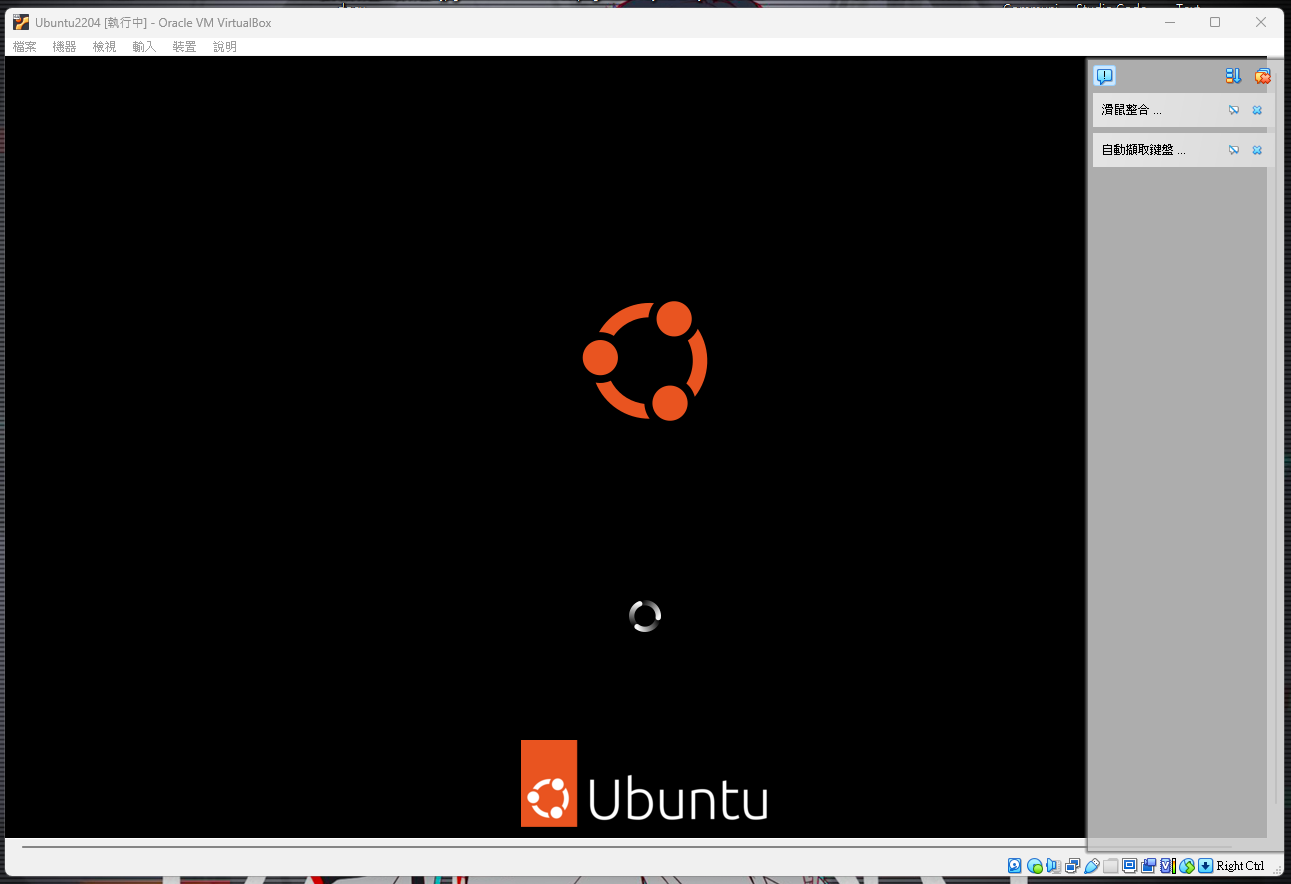 Ubuntu2204 [執行中] - Oracle VM VirtualBox
檔案 機器 檢視 輸入 裝置 說明
滑鼠整合 ...
自動擷取鍵盤 ...
Ubuntu
Right Ctrl